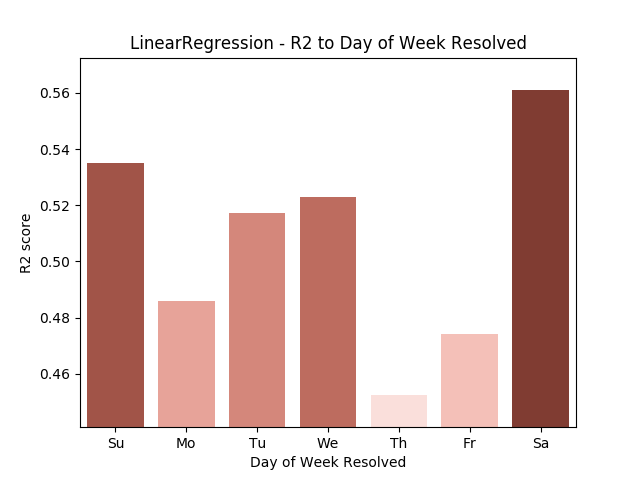 LinearRegression - R2 to Day of Week Resolved
R2 score
0.56
0.54
0.52
0.50
0.48
0.46
Su Mo Tu We Th Fr Sa
Day of Week Resolved